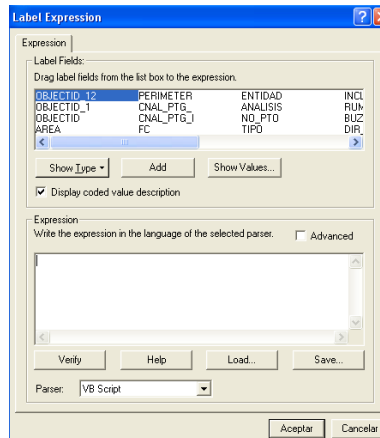 Label Expression
Expression
Label Fields:
Drag label fields from the list box to the expression.
OBJECTID_12 PERIMETER ENTIDAD INCL
OBJECTID_1 CNAL_PTG_ ANALISIS RUM
OBJECTID CNAL_PTG_I NO_PTO BUZ
AREA FC TIPO DIR_
Show Type Add Show Values...
Display coded value description
Expression
Write the expression in the language of the selected parser. Advanced
Verify Help Load... Save...
Parser: VB Script
Aceptar Cancelar